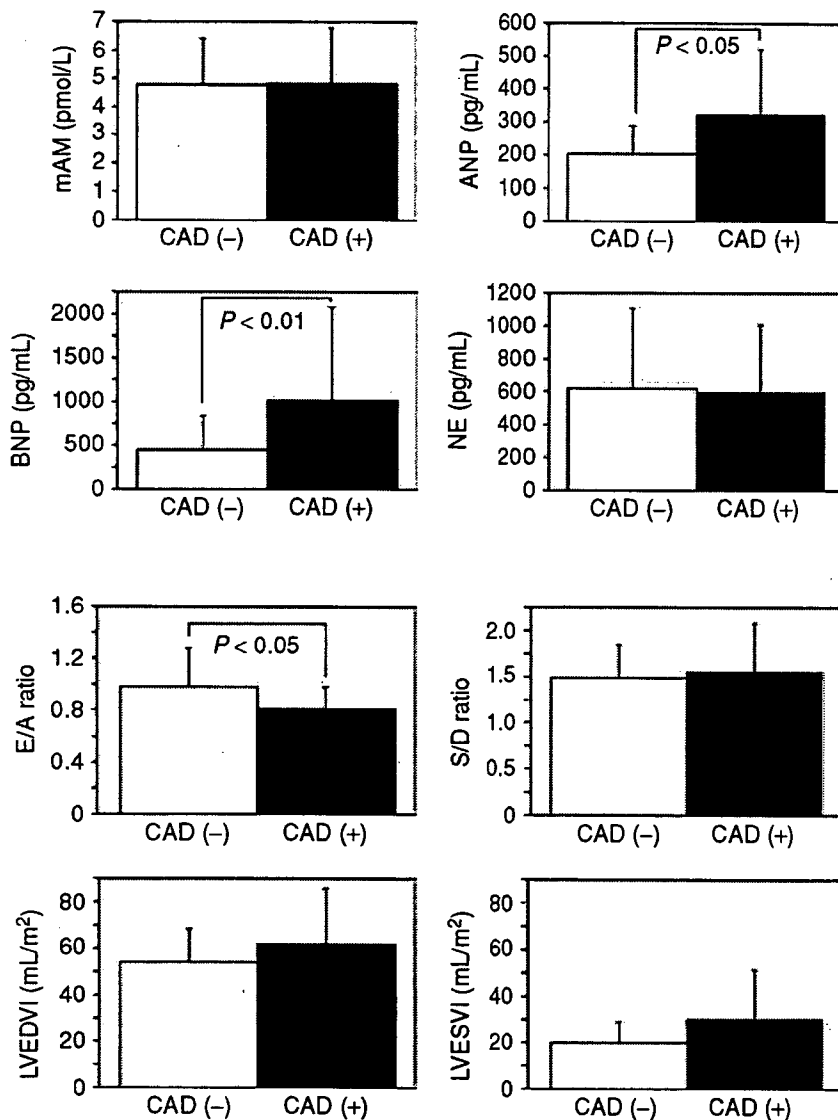 mAM (pmol/L)
7
6
5
4
3
2
1
0
CAD (–)
CAD (+)
ANP (pg/mL)
600
500
400
300
200
100
0
P < 0.05
CAD (–)
CAD (+)
BNP (pg/mL)
2000
1500
1000
500
0
P < 0.01
CAD (–)
CAD (+)
NE (pg/mL)
1200
1000
800
600
400
200
0
CAD (–)
CAD (+)
E/A ratio
1.6
1.2
0.8
0.4
0
P < 0.05
CAD (–)
CAD (+)
S/D ratio
2.0
1.5
1.5
1.0
0
CAD (–)
CAD (+)
LVEDVI (mL/m²)
80
60
40
20
0
CAD (–)
CAD (+)
LVESVI (mL/m²)
80
60
40
20
0
CAD (–)
CAD (+)